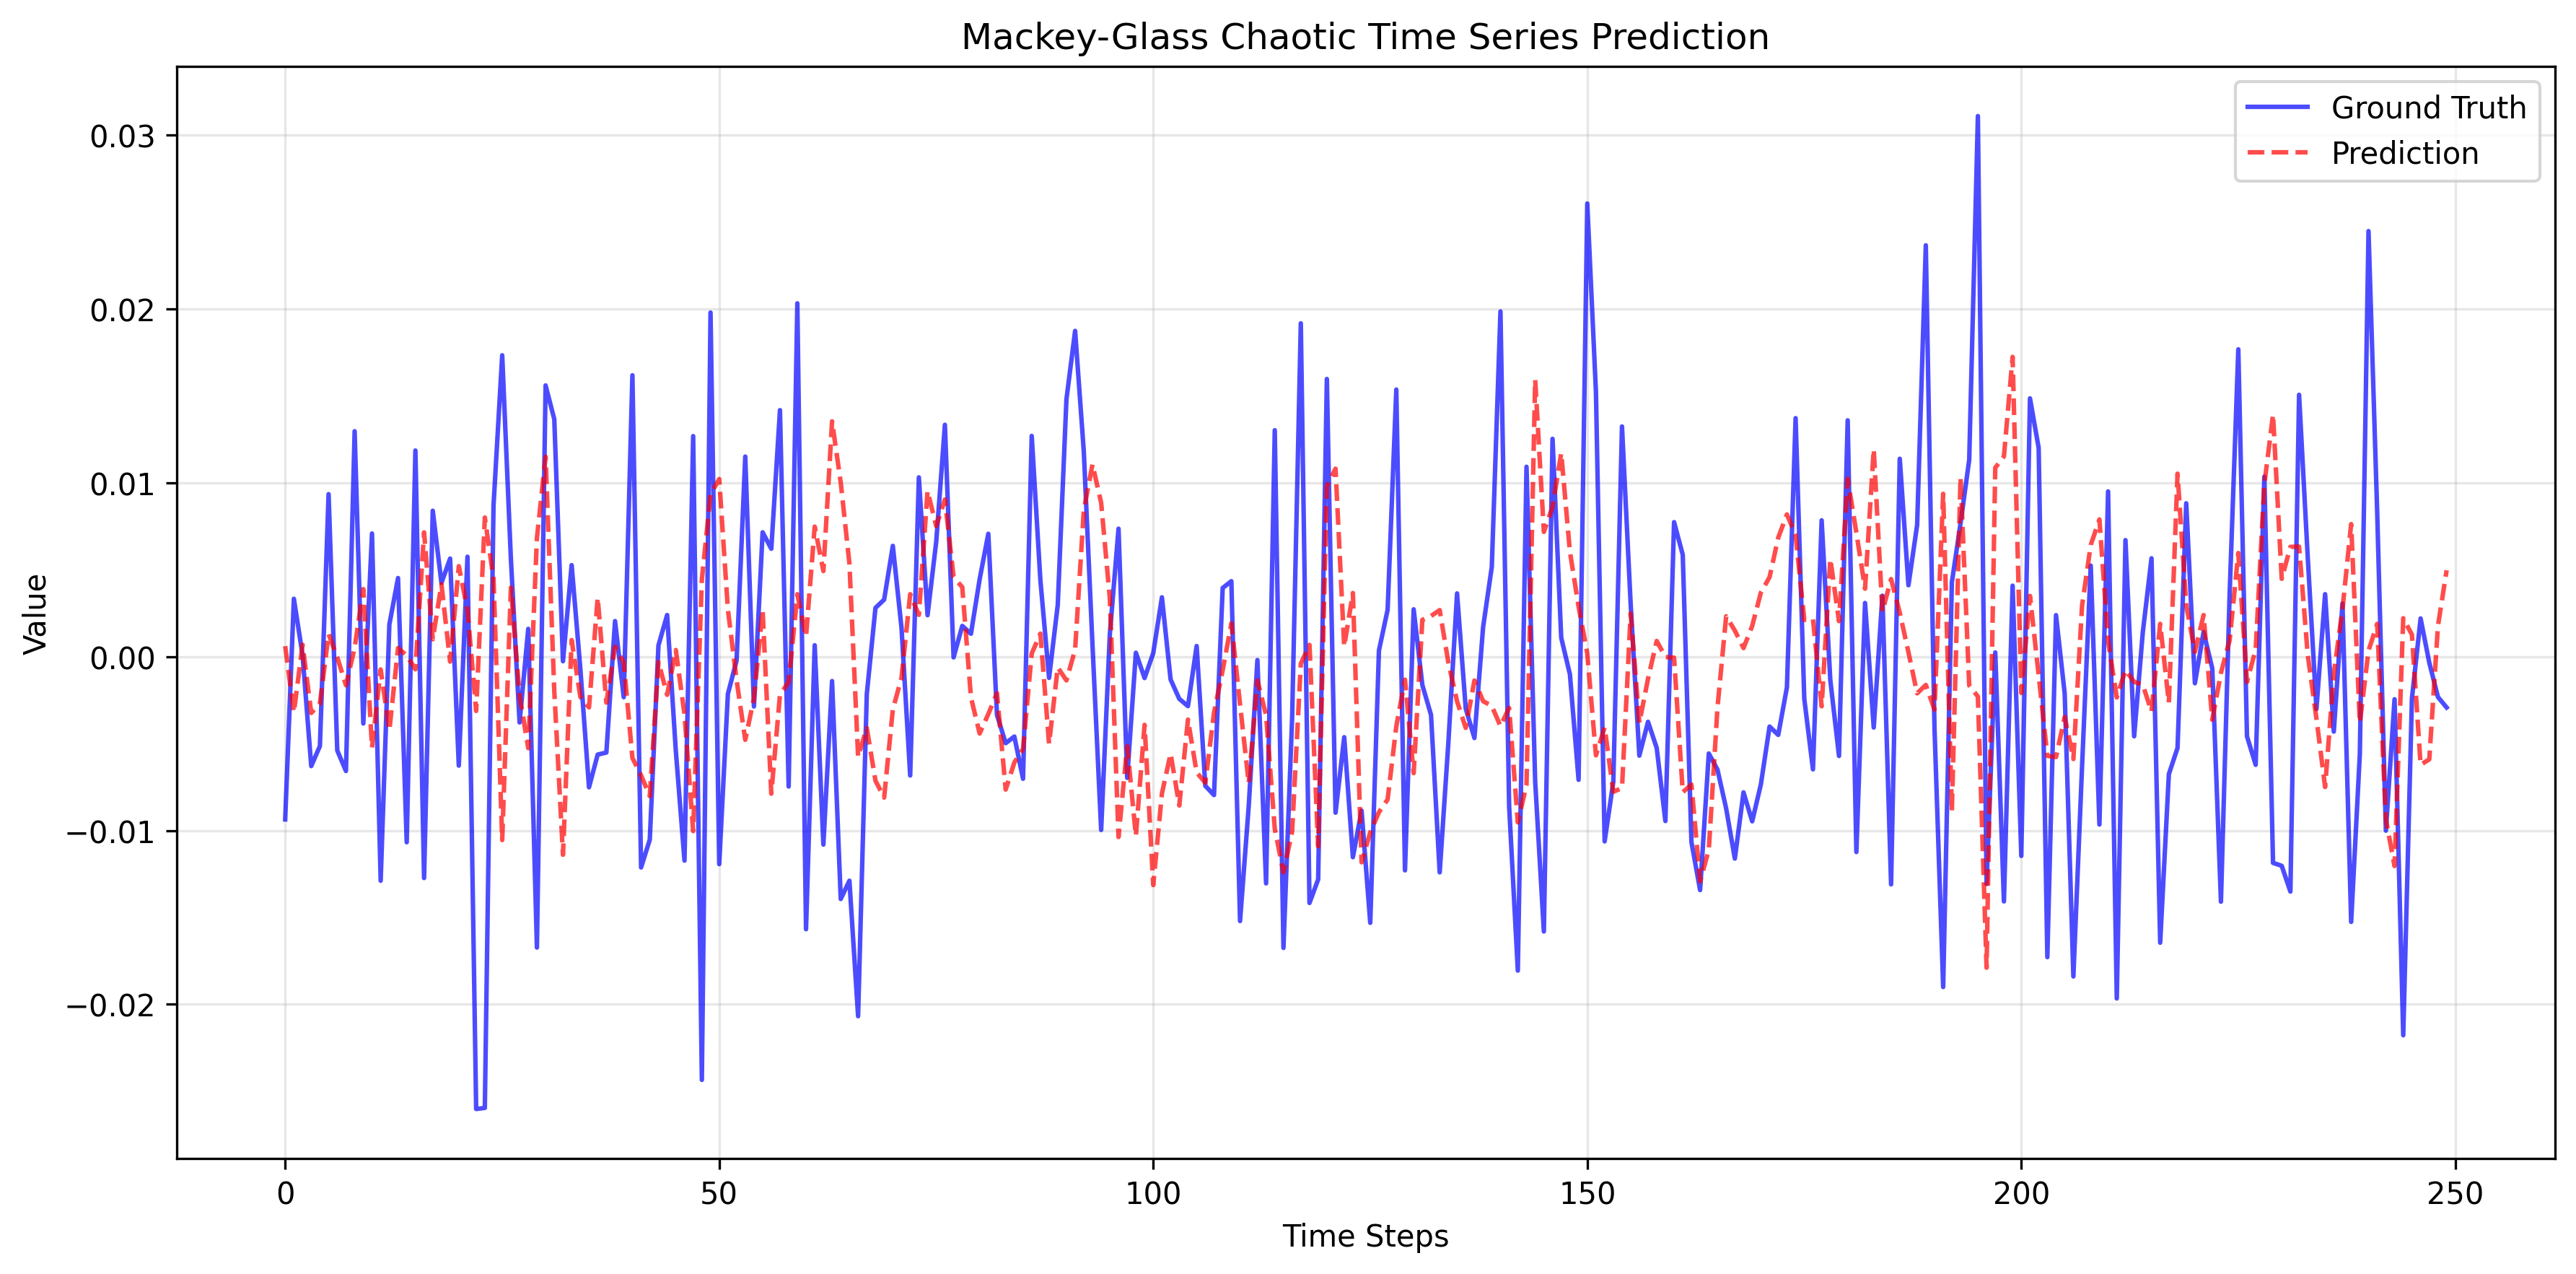 Mackey-Glass Chaotic Time Series Prediction
Ground Truth
Prediction
Value
0.03
0.02
0.01
0.00
−0.01
−0.02
0
50
100
150
200
250
Time Steps